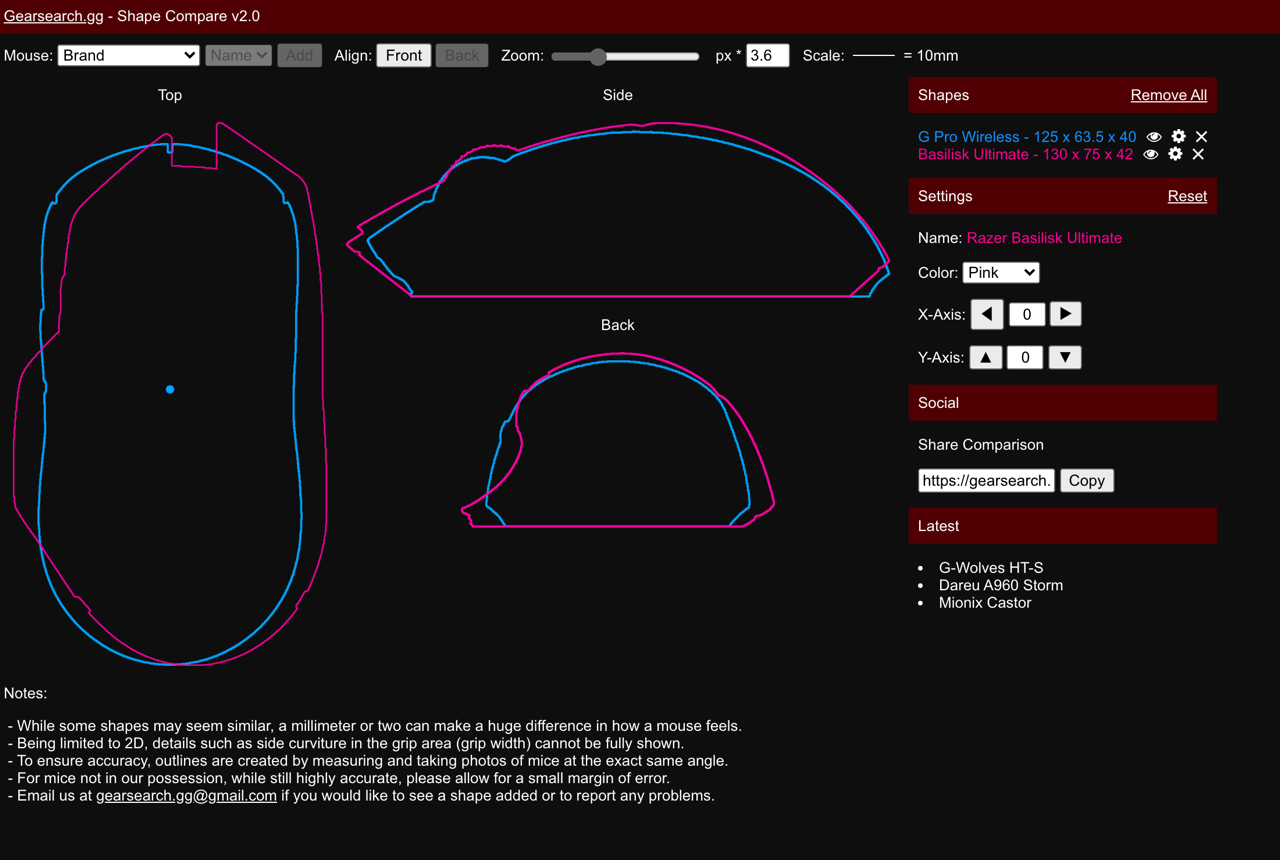 Gearsearch.gg - Shape Compare v2.0
Mouse: Brand Name Add Align: Front Back Zoom: px * 3.6 Scale: = 10mm
Top
Side
Back
Shapes Remove All
G Pro Wireless - 125 x 63.5 x 40
Basilisk Ultimate - 130 x 75 x 42
Settings Reset
Name: Razer Basilisk Ultimate
Color: Pink
X-Axis: 0
Y-Axis: 0
Social
Share Comparison
https://gearsearch. Copy
Latest
• G-Wolves HT-S
• Dareu A960 Storm
• Mionix Castor
Notes:
- While some shapes may seem similar, a millimeter or two can make a huge difference in how a mouse feels.
- Being limited to 2D, details such as side curviture in the grip area (grip width) cannot be fully shown.
- To ensure accuracy, outlines are created by measuring and taking photos of mice at the exact same angle.
- For mice not in our possession, while still highly accurate, please allow for a small margin of error.
- Email us at gearsearch.gg@gmail.com if you would like to see a shape added or to report any problems.